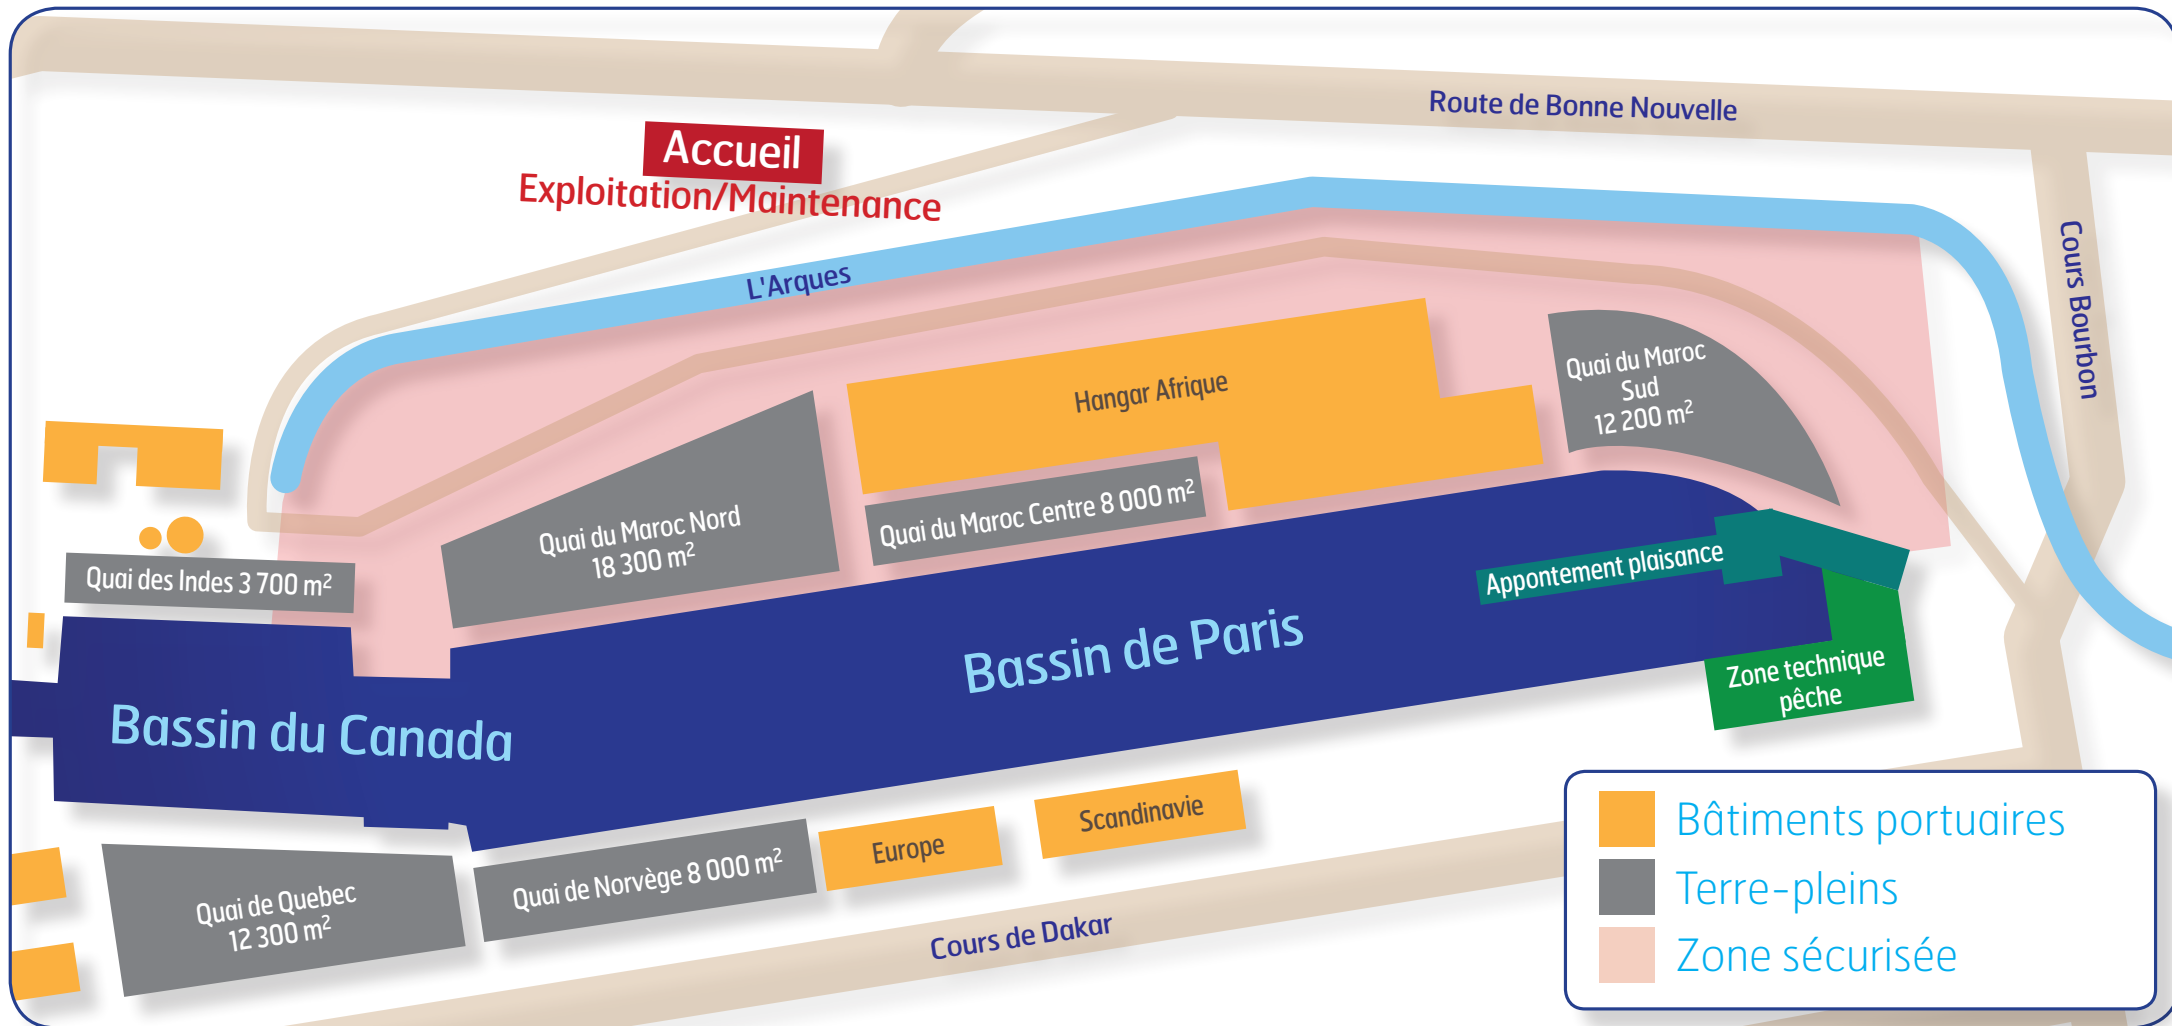 Route de Bonne Nouvelle
Accueil
Exploitation/Maintenance
Cours Bourbon
L'Arques
Quai du Maroc
Sud
12 200 m²
Hangar Afrique
Quai du Maroc Centre 8 000 m²
Quai du Maroc Nord
18 300 m²
Quai des Indes 3 700 m²
Appontement plaisance
Bassin de Paris
Zone technique
pêche
Bassin du Canada
Scandinavie
Europe
Quai de Norvège 8 000 m²
Quai de Quebec
12 300 m²
Cours de Dakar
Bâtiments portuaires
Terre-pleins
Zone sécurisée